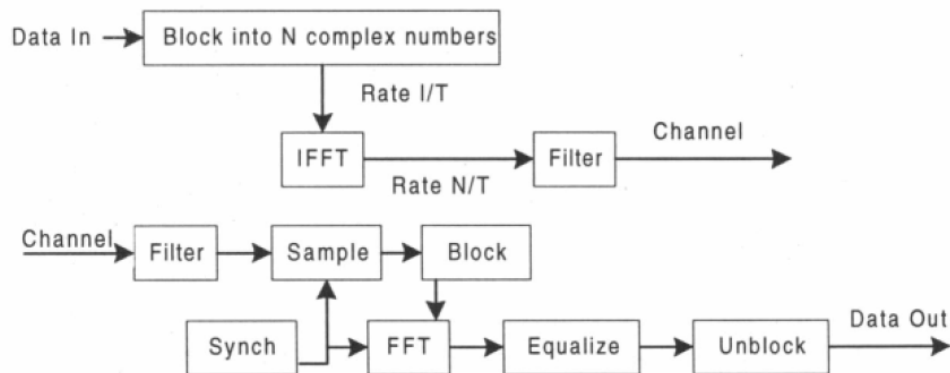 Data In
Block into N complex numbers
Rate I/T
IFFT
Rate N/T
Filter
Channel
Channel
Filter
Sample
Block
Synch
FFT
Equalize
Unblock
Data Out